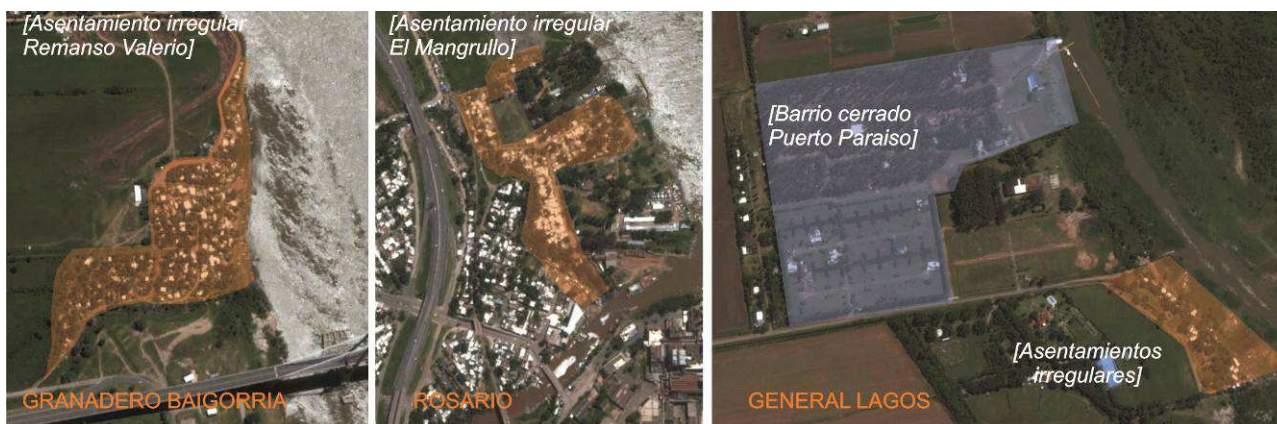 [Asentamiento irregular
Remanso Valerio]
GRANADERO BAIGORRIA
[Asentamiento irregular
El Mangrullo]
ROSARIO
[Barrio cerrado
Puerto Paraiso]
[Asentamientos
irregulares]
GENERAL LAGOS